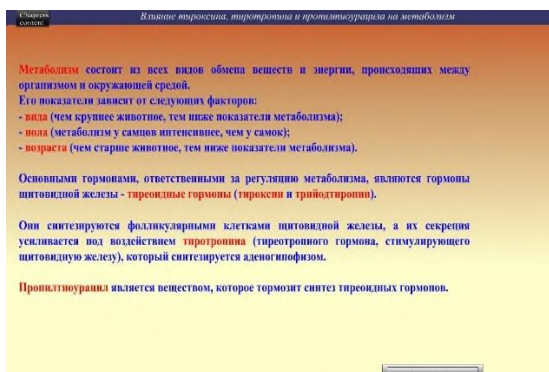 Chapters
content
Влияние тироксина, тиротропина и пропилтиоурацила на метаболизм
Метаболизм состоит из всех видов обмена веществ и энергии, происходящих между
организмом и окружающей средой.
Его показатели зависит от следующих факторов:
- вида (чем крупнее животное, тем ниже показатели метаболизма);
- пола (метаболизм у самцов интенсивнее, чем у самок);
- возраста (чем старше животное, тем ниже показатели метаболизма).
Основными гормонами, ответственными за регуляцию метаболизма, являются гормоны
щитовидной железы - тиреоидные гормоны (тироксин и трийодтиронин).
Они синтезируются фолликулярными клетками щитовидной железы, а их секреция
усиливается под воздействием тиротропина (тиреотропного гормона, стимулирующего
щитовидную железу), который синтезируется аденогипофизом.
Пропилтиоурацил является веществом, которое тормозит синтез тиреоидных гормонов.